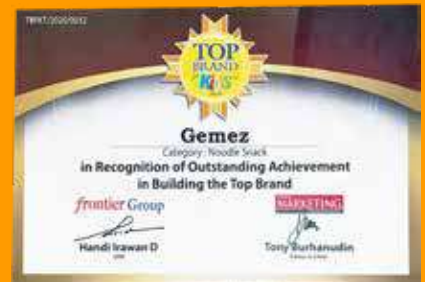 TOP
BRAND
KIDS
Gemez
Category : Noodle Snack
in Recognition of Outstanding Achievement
in Building the Top Brand
frontier Group
MARKETING
Handi Irawan D
Tony Burhanudin